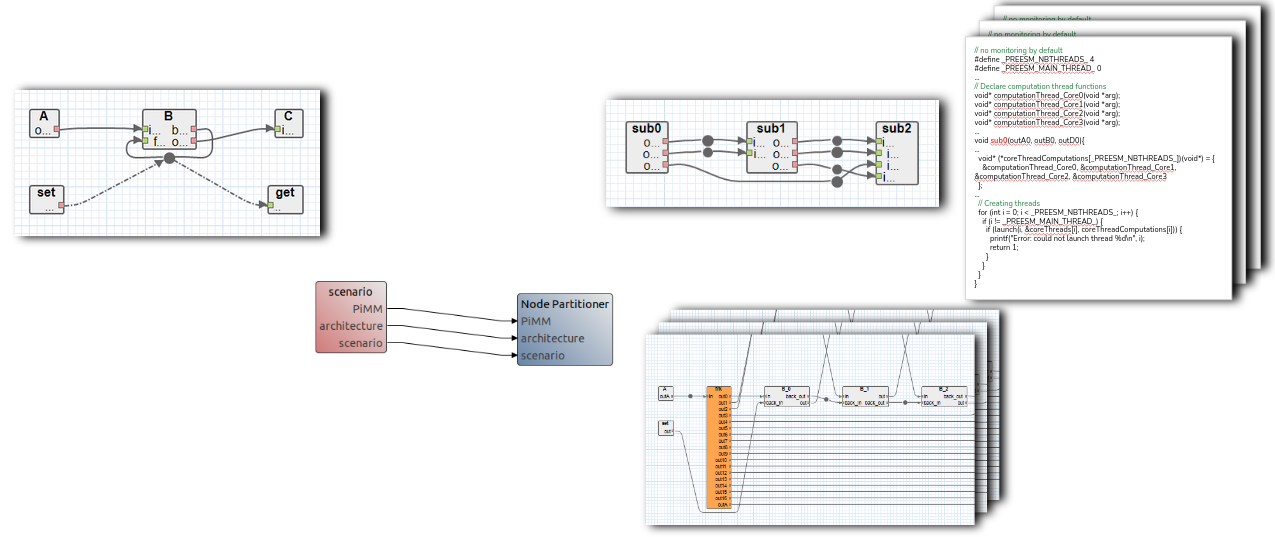 A
o...
B
i...
f...
b...
o...
C
i...
set
...
get
...
scenario
PiMM
architecture
scenario
Node Partitioner
PiMM
architecture
scenario
sub0
o...
o...
o...
sub1
i...
i...
o...
o...
o...
sub2
i...
i...
i...
i...
// no monitoring by default
// no monitoring by default
// no monitoring by default
#define _PREESM_NBTHREADS_ 4
#define _PREESM_MAIN_THREAD_ 0
...
// Declare computation thread functions
void* computationThread_Core0(void *arg);
void* computationThread_Core1(void *arg);
void* computationThread_Core2(void *arg);
void* computationThread_Core3(void *arg);
...
void sub0(outA0, outB0, outD0){
...
void* (*coreThreadComputations[_PREESM_NBTHREADS_])(void*) = {
&computationThread_Core0, &computationThread_Core1,
&computationThread_Core2, &computationThread_Core3
};
...
// Creating threads
for (int i = 0; i < _PREESM_NBTHREADS_; i++) {
if (i != _PREESM_MAIN_THREAD_) {
if (launch(i, &coreThreads[i], coreThreadComputations[i])) {
printf("Error: could not launch thread %d\n", i);
return 1;
}
}
}
}
A
outA
set
out
in
out0
out1
out2
out3
out4
out5
out6
out7
out8
out9
out10
out11
out12
out13
out14
out15
out16
outA
B_0
in
back_out
back_in
out
B_1
in
out
back_in
back_out
B_2
in
back_out
back_in
out